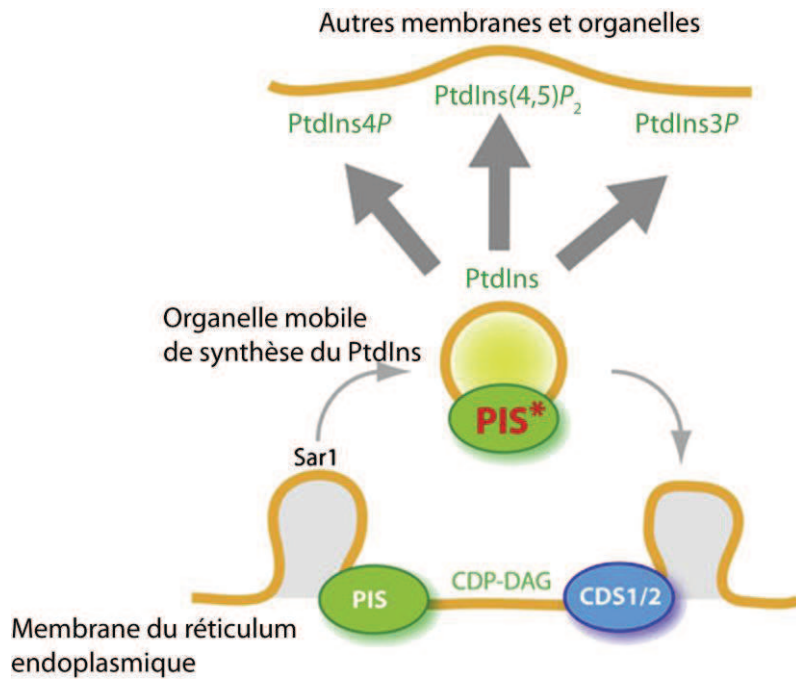 Autres membranes et organelles
PtdIns(4,5)P2
PtdIns4P
PtdIns3P
PtdIns
Organelle mobile
de synthèse du PtdIns
PIS*
Sar1
CDP-DAG
PIS
CDS1/2
Membrane du réticulum
endoplasmique